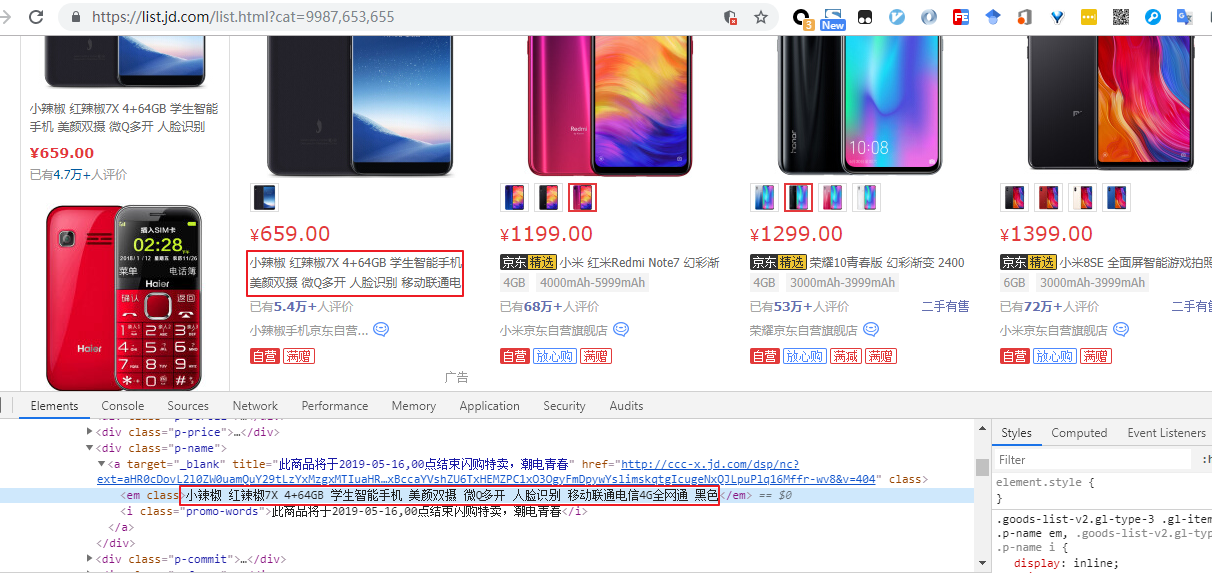 https://list.jd.com/list.html?cat=9987,653,655
3
New
FE
小辣椒 红辣椒7X 4+64GB 学生智能
手机 美颜双摄 微Q多开 人脸识别
¥659.00
已有4.7万+人评价
插入SIM卡
02:28
菜单
电话簿
Haier
Haier
Redmi
honor
10:08
¥659.00
小辣椒 红辣椒7X 4+64GB 学生智能手机
美颜双摄 微Q多开 人脸识别 移动联通电
已有5.4万+人评价
小辣椒手机京东自营...
自营 满赠
广告
¥1199.00
京东精选 小米 红米Redmi Note7 幻彩渐
4GB 4000mAh-5999mAh
已有68万+人评价
小米京东自营旗舰店
自营 放心购 满赠
¥1299.00
京东精选 荣耀10青春版 幻彩渐变 2400
4GB 3000mAh-3999mAh
已有53万+人评价 二手有售
荣耀京东自营旗舰店
自营 放心购 满减 满赠
¥1399.00
京东精选 小米8SE 全面屏智能游戏拍照
6GB 3000mAh-3999mAh
已有72万+人评价 二手有售
小米京东自营旗舰店
自营 放心购 满赠
Elements Console Sources Network Performance Memory Application Security Audits
<div class="p-price">…</div>
<div class="p-name">
<a target="_blank" title="此商品将于2019-05-16,00点结束闪购特卖，潮电青春" href="http://ccc-x.jd.com/dsp/nc?
ext=aHR0cDovL2l0ZW0uamQuY29tLzYxMzgxMTIuaHR…xBccaYVshZU6TxHEMZPC1xO3OgyFmDpywYslimskqtgIcugeNxQJLpuPlq16Mffr-wv8&v=404" class>
<em class>小辣椒 红辣椒7X 4+64GB 学生智能手机 美颜双摄 微Q多开 人脸识别 移动联通电信4G全网通 黑色</em> == $0
<i class="promo-words">此商品将于2019-05-16,00点结束闪购特卖，潮电青春</i>
</a>
</div>
<div class="p-commit">…</div>
Styles Computed Event Listeners
Filter
:h
element.style {
}
.goods-list-v2.gl-type-3 .gl-item
.p-name em, .goods-list-v2.gl-type-3
.p-name i {
display: inline;